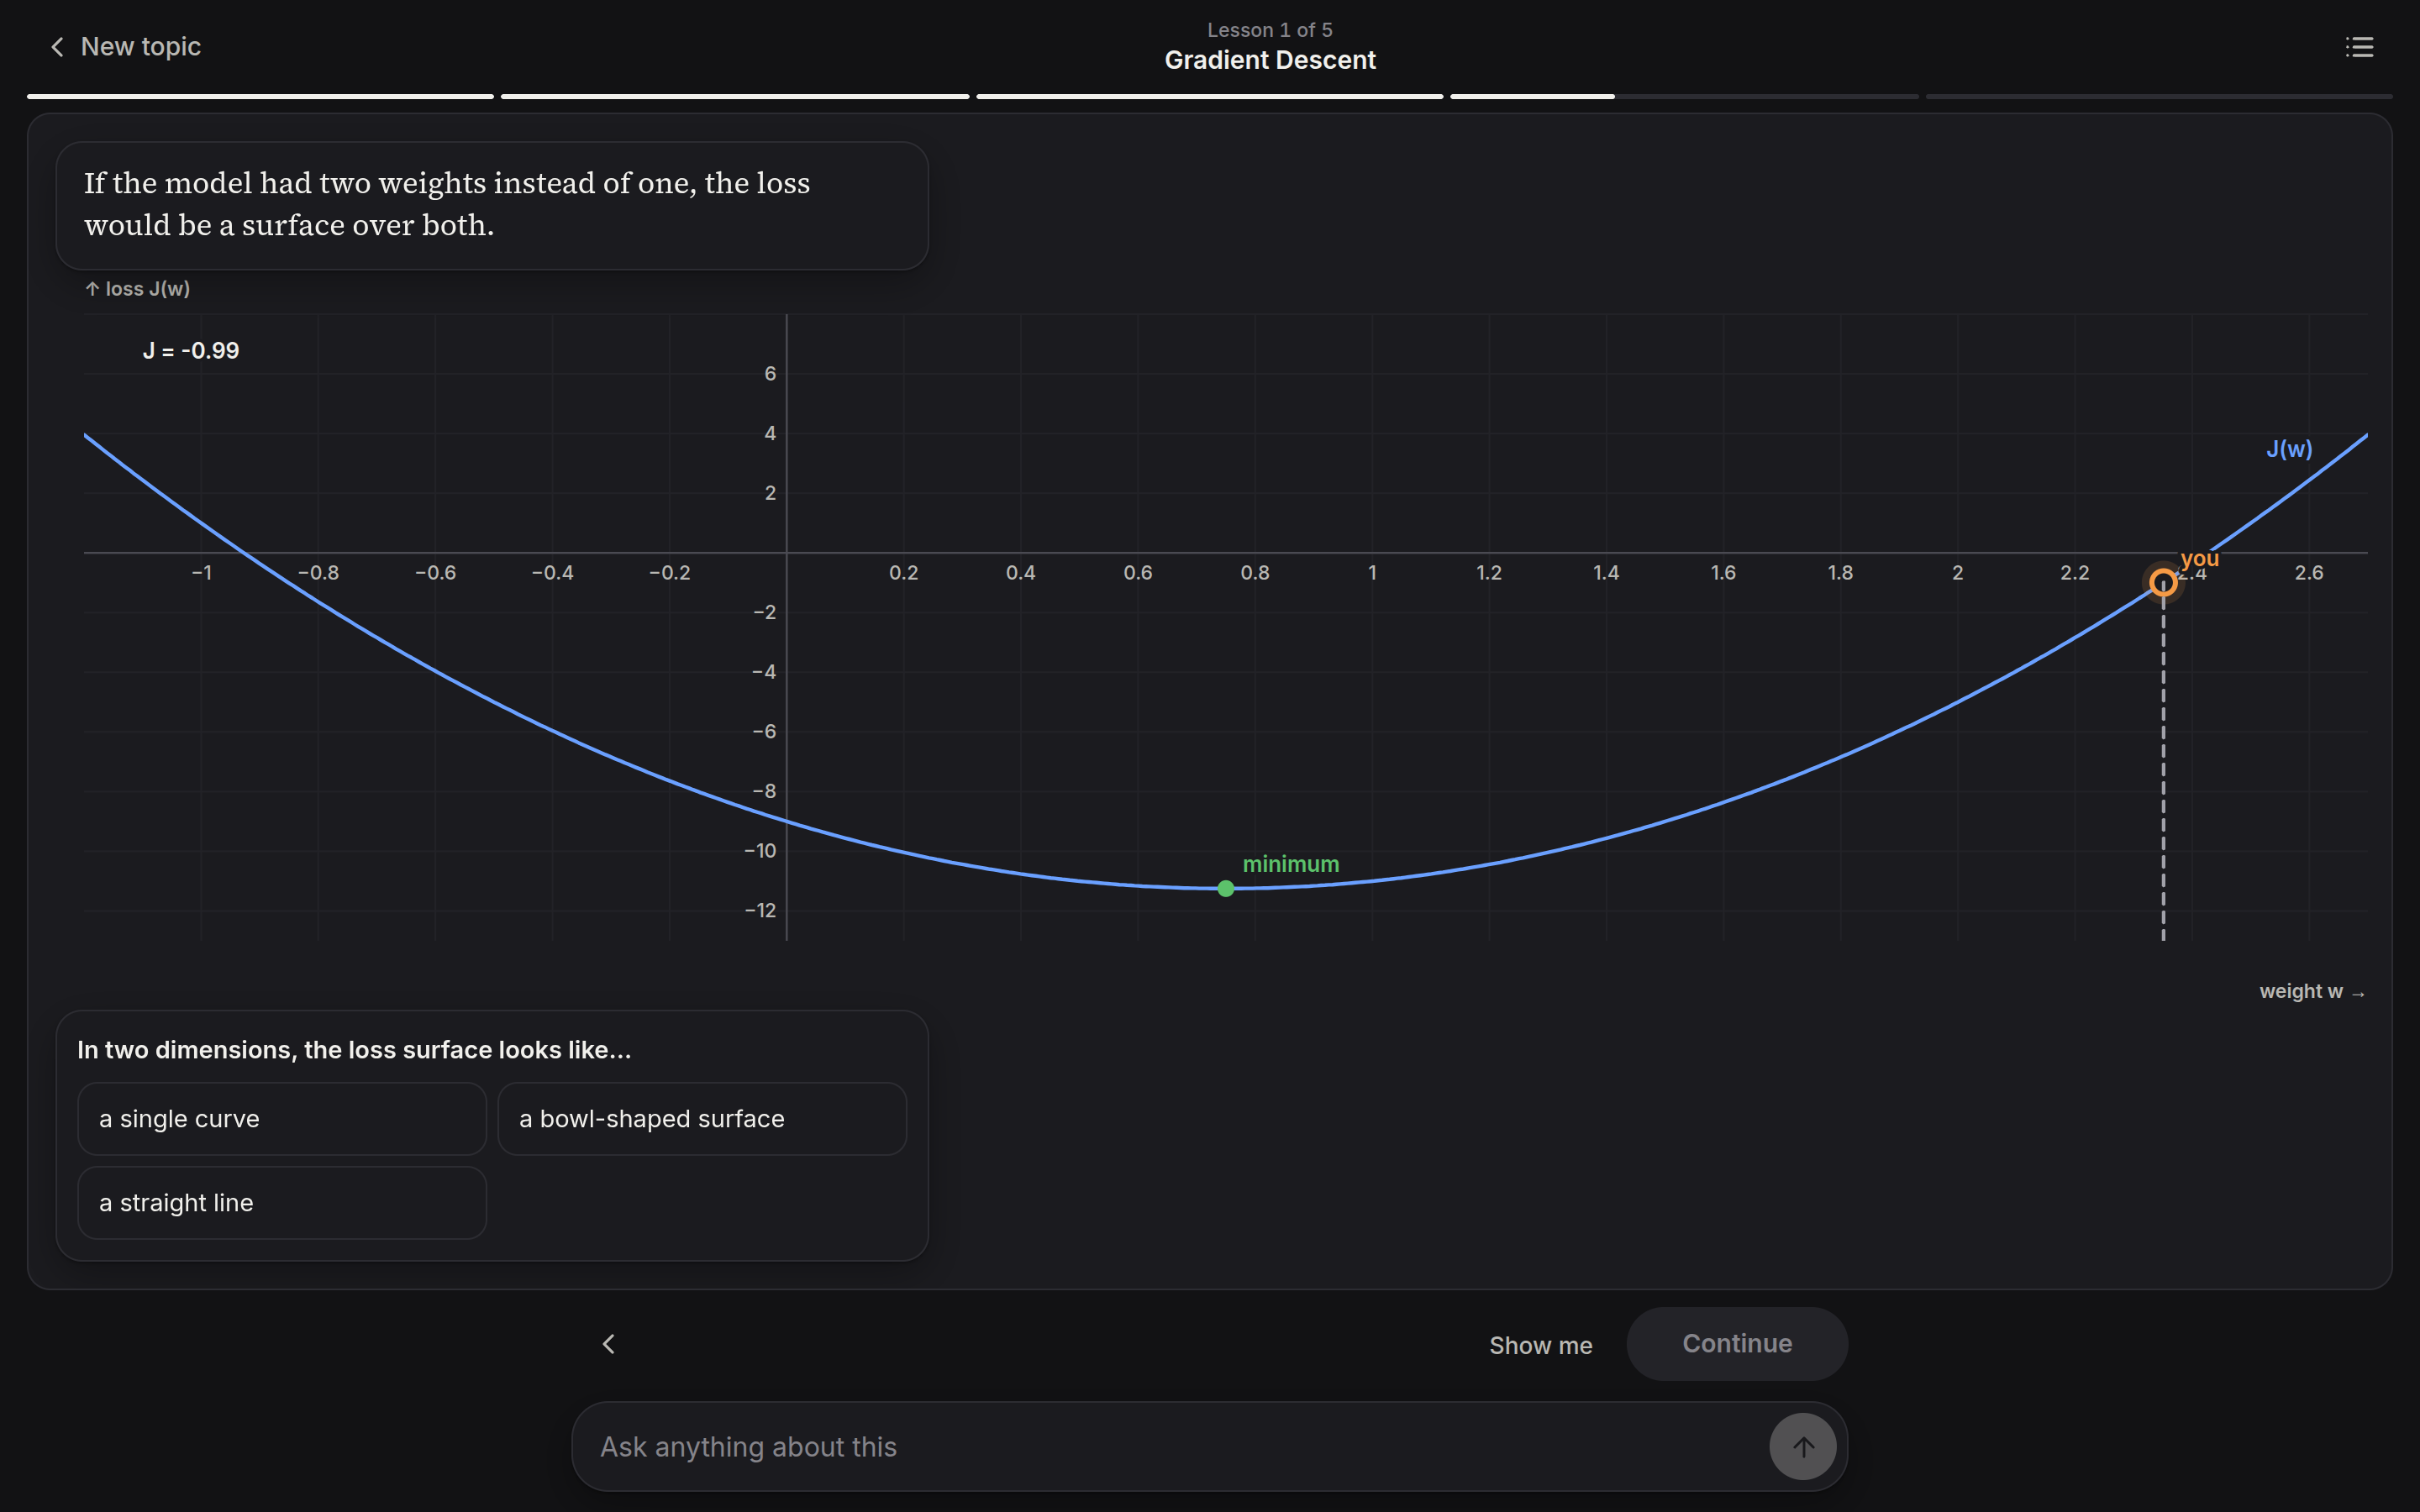 New topic
Lesson 1 of 5
Gradient Descent
If the model had two weights instead of one, the loss
would be a surface over both.
↑ loss J(w)
J = -0.99
6
4
J(w)
2
you
−1 −0.8 −0.6 −0.4 −0.2 0.2 0.4 0.6 0.8 1 1.2 1.4 1.6 1.8 2 2.2 2.4 2.6
−2
−4
−6
−8
−10
minimum
−12
weight w →
In two dimensions, the loss surface looks like...
a single curve
a bowl-shaped surface
a straight line
Show me
Continue
Ask anything about this